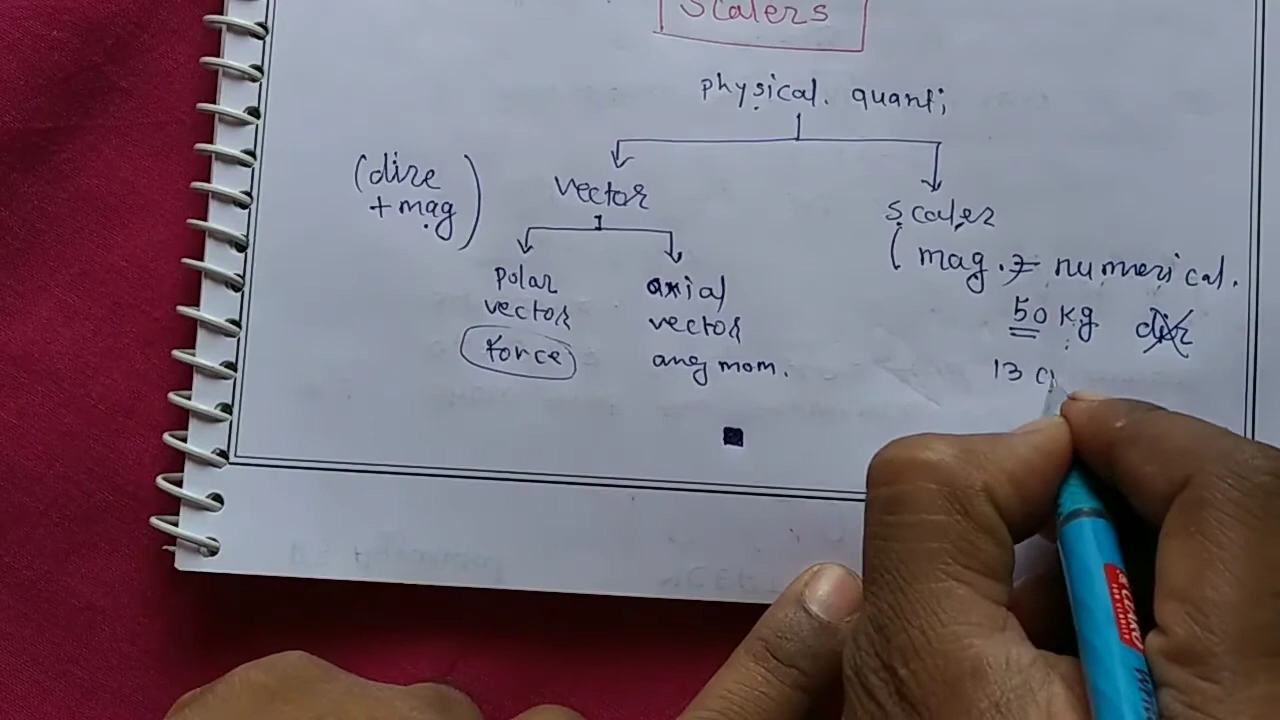 Scalers
physical. quanti
(dire
+ mag)
vector
scaler
(mag. = numerical.
polar
vector
force
axial
vector
ang mom.
50 kg dir
13